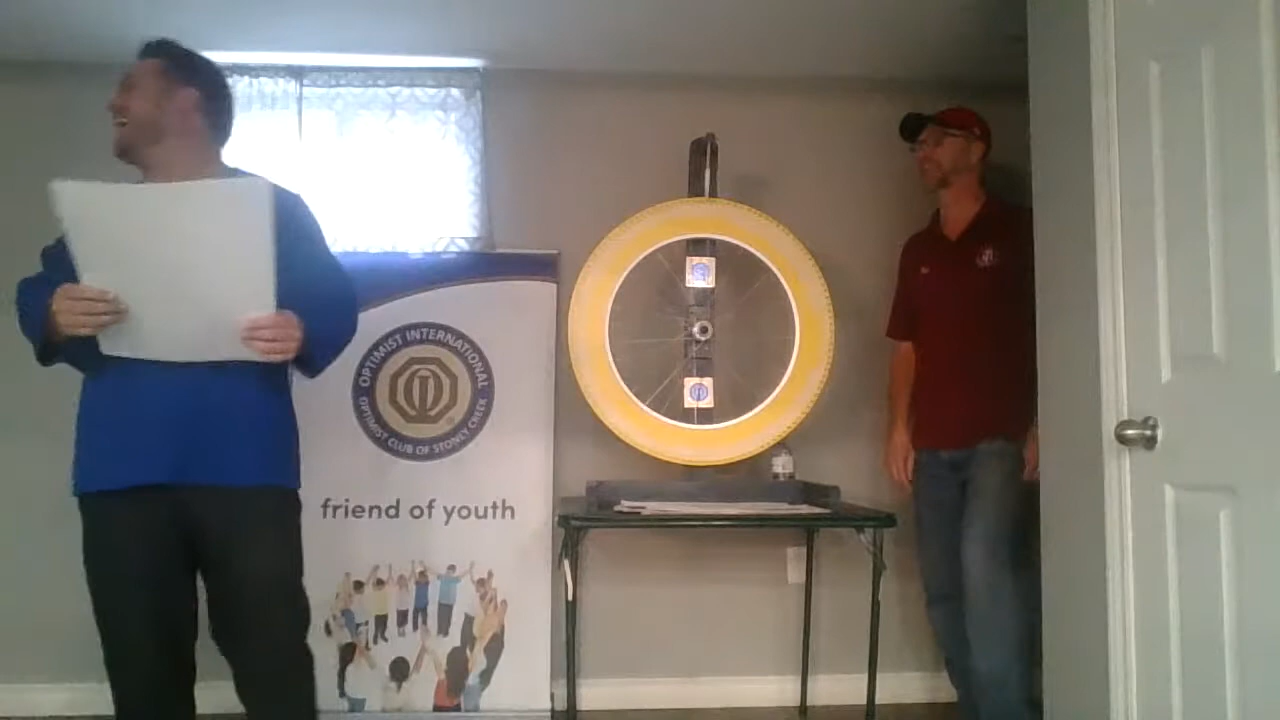 OPTIMIST INTERNATIONAL
OPTIMIST CLUB OF STONEY CREEK
friend of youth